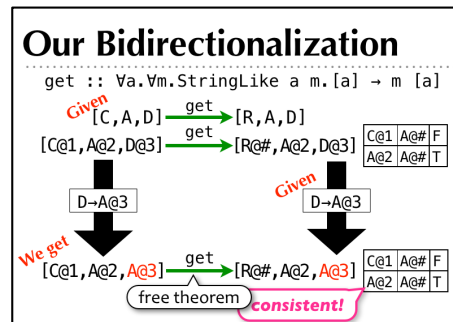 Our Bidirectionalization
get :: ∀a.∀m.StringLike a m.[a] → m [a]
Given
[C,A,D] get [R,A,D]
[C@1,A@2,D@3] get [R@#,A@2,D@3]
C@1 A@# F
A@2 A@# T
Given
D→A@3 D→A@3
We get
[C@1,A@2,A@3] get [R@#,A@2,A@3]
C@1 A@# F
A@2 A@# T
free theorem
consistent!